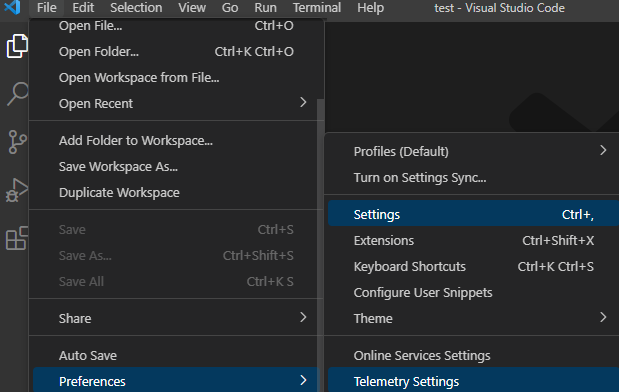 File Edit Selection View Go Run Terminal Help test - Visual Studio Code
Open File... Ctrl+O
Open Folder... Ctrl+K Ctrl+O
Open Workspace from File...
Open Recent
Add Folder to Workspace...
Save Workspace As...
Duplicate Workspace
Save Ctrl+S
Save As... Ctrl+Shift+S
Save All Ctrl+K S
Share
Auto Save
Preferences
Profiles (Default)
Turn on Settings Sync...
Settings Ctrl+,
Extensions Ctrl+Shift+X
Keyboard Shortcuts Ctrl+K Ctrl+S
Configure User Snippets
Theme
Online Services Settings
Telemetry Settings